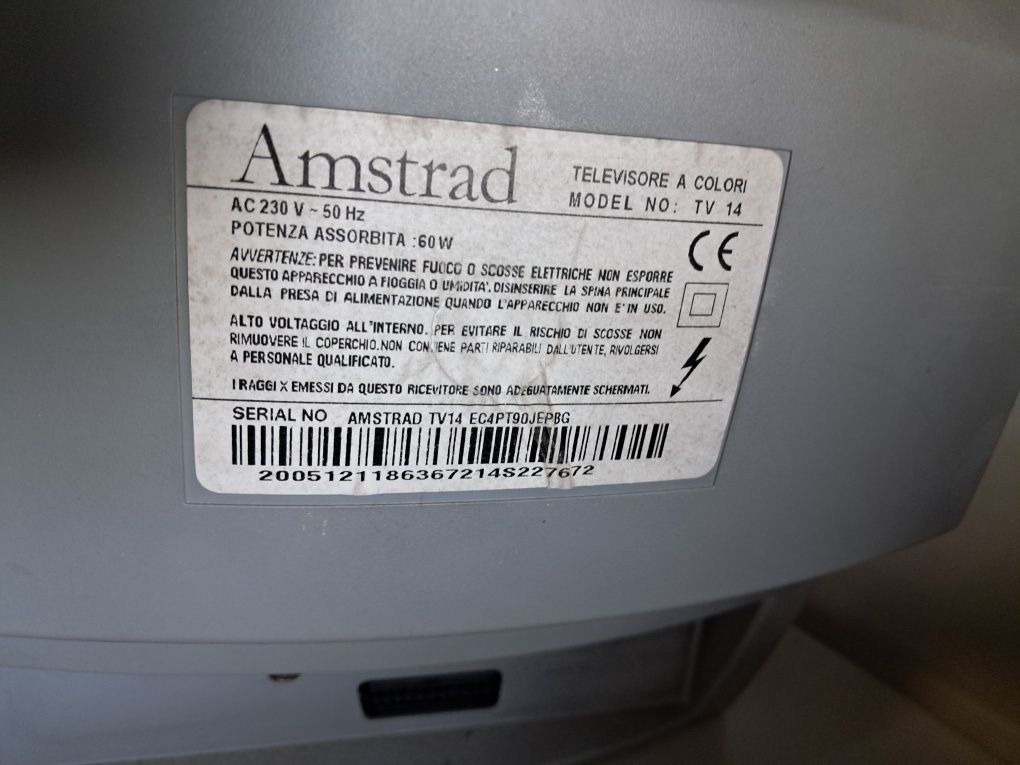 Amstrad
TELEVISORE A COLORI
MODEL NO: TV 14
AC 230 V ~ 50 Hz
POTENZA ASSORBITA :60W
CE
AVVERTENZE: PER PREVENIRE FUOCO O SCOSSE ELETTRICHE NON ESPORRE
QUESTO APPARECCHIO A PIOGGIA O UMIDITA'. DISINSERIRE LA SPINA PRINCIPALE
DALLA PRESA DI ALIMENTAZIONE QUANDO L'APPARECCHIO NON E' IN USO.
ALTO VOLTAGGIO ALL'INTERNO. PER EVITARE IL RISCHIO DI SCOSSE NON
RIMUOVERE IL COPERCHIO.NON CONTIENE PARTI RIPARABILI DALL'UTENTE, RIVOLGERSI
A PERSONALE QUALIFICATO.
I RAGGI X EMESSI DA QUESTO RICEVITORE SONO ADEGUATAMENTE SCHERMATI.
SERIAL NO AMSTRAD TV14 EC4PT90JEPBG
2005121186367214S227672